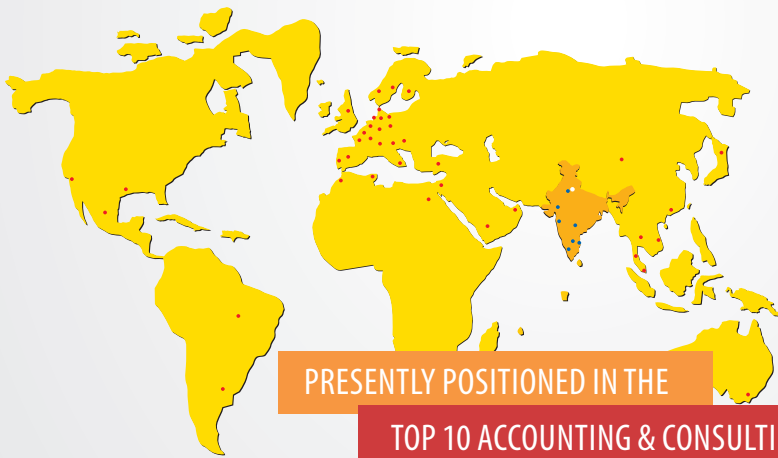 PRESENTLY POSITIONED IN THE
TOP 10 ACCOUNTING & CONSULTI